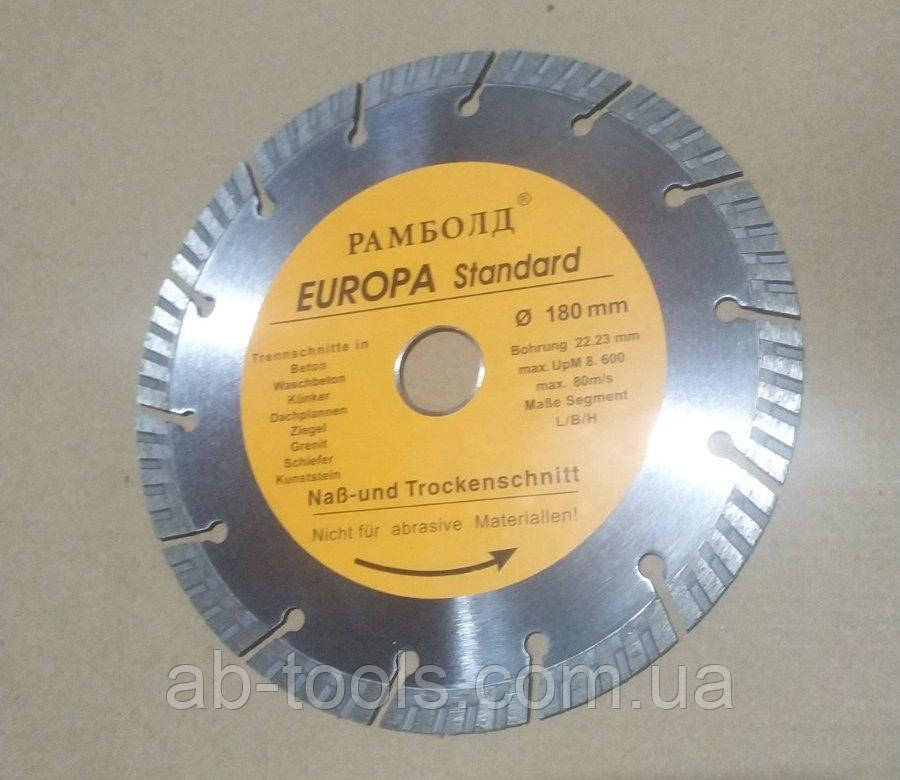 РАМБОЛД®
EUROPA Standard
Ø 180 mm
Bohrung 22.23 mm
max. UpM 8.600
max. 80m/s
Maße Segment
L/B/H
Trennschnitte in
Beton
Waschbeton
Künker
Dachplannen
Ziegel
Grenit
Schiefer
Kunststein
Naß-und Trockenschnitt
Nicht für abrasive Materiallen!
ab-tools.com.ua